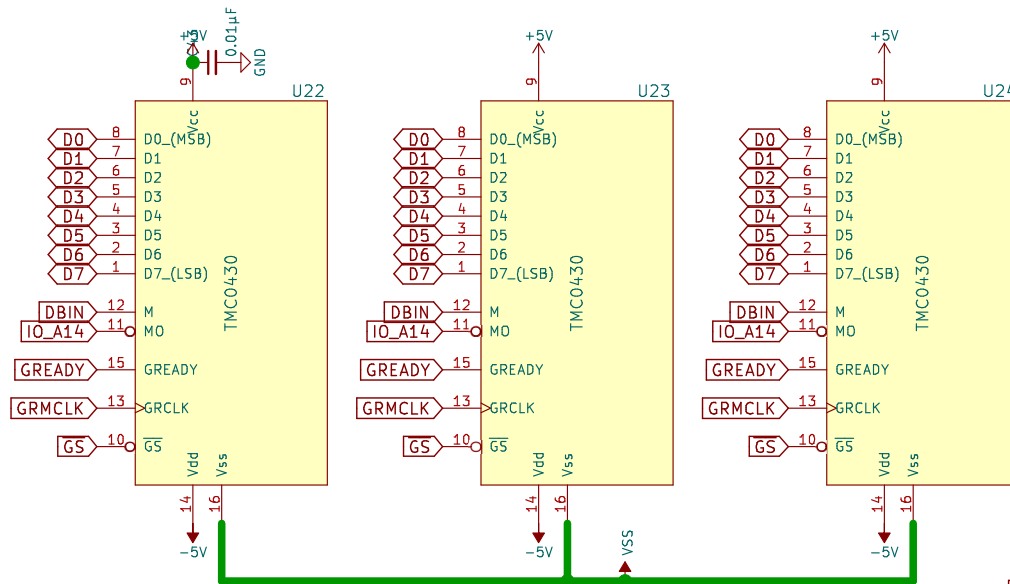 +5V
0.01µF
GND
9
U22
Vcc
D0 8 D0_(MSB)
D1 7 D1
D2 6 D2
D3 5 D3
D4 4 D4
D5 3 D5
D6 2 D6
D7 1 D7_(LSB)
TMC0430
DBIN 12 M
IO_A14 11 MO
GREADY 15 GREADY
GRMCLK 13 GRCLK
GS 10 GS
Vdd Vss
14 16
-5V
+5V
9
U23
Vcc
D0 8 D0_(MSB)
D1 7 D1
D2 6 D2
D3 5 D3
D4 4 D4
D5 3 D5
D6 2 D6
D7 1 D7_(LSB)
TMC0430
DBIN 12 M
IO_A14 11 MO
GREADY 15 GREADY
GRMCLK 13 GRCLK
GS 10 GS
Vdd Vss
14 16
-5V
VSS
+5V
9
U24
Vcc
D0 8 D0_(MSB)
D1 7 D1
D2 6 D2
D3 5 D3
D4 4 D4
D5 3 D5
D6 2 D6
D7 1 D7_(LSB)
TMC0430
DBIN 12 M
IO_A14 11 MO
GREADY 15 GREADY
GRMCLK 13 GRCLK
GS 10 GS
Vdd Vss
14 16
-5V